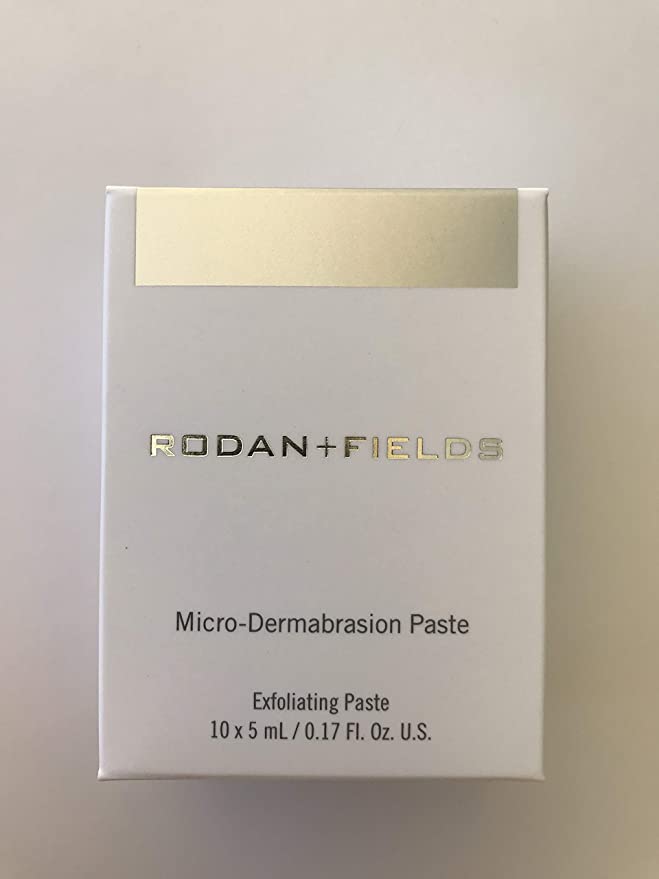 RODAN+FIELDS
Micro-Dermabrasion Paste
Exfoliating Paste
10 x 5 mL / 0.17 Fl. Oz. U.S.